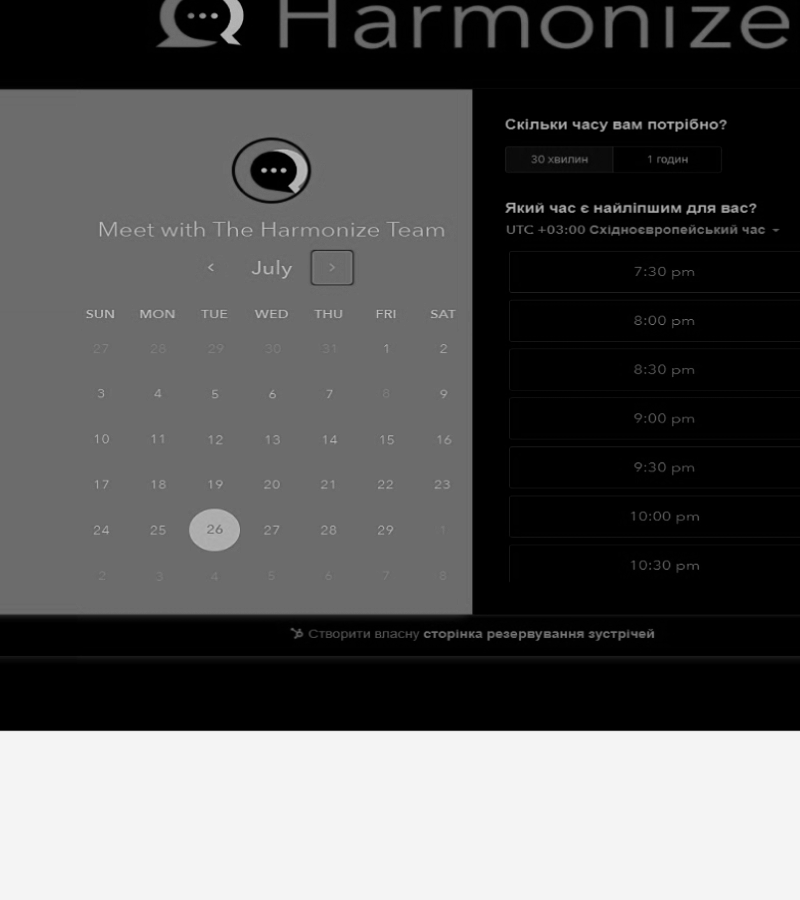 Harmonize
Meet with The Harmonize Team
‹ July ›
SUN MON TUE WED THU FRI SAT
27 28 29 30 31 1 2
3 4 5 6 7 8 9
10 11 12 13 14 15 16
17 18 19 20 21 22 23
24 25 26 27 28 29 1
2 3 4 5 6 7 8
Скільки часу вам потрібно?
30 хвилин 1 годин
Який час є найліпшим для вас?
UTC +03:00 Східноєвропейський час
7:30 pm
8:00 pm
8:30 pm
9:00 pm
9:30 pm
10:00 pm
10:30 pm
Створити власну сторінка резервування зустрічей